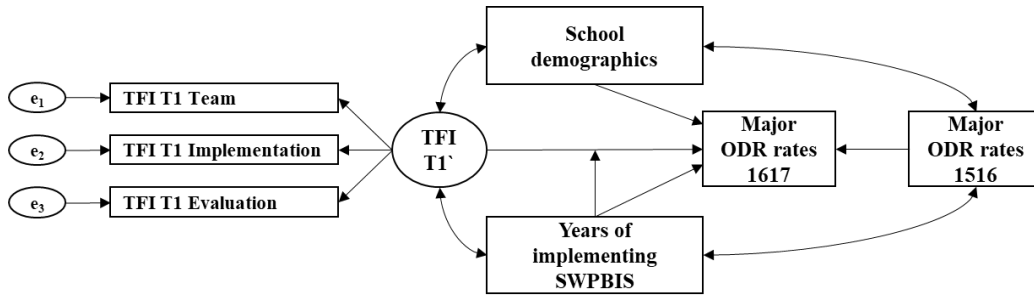 School
demographics
e1
TFI T1 Team
e2
TFI T1 Implementation
e3
TFI T1 Evaluation
TFI
T1`
Major
ODR rates
1617
Major
ODR rates
1516
Years of
implementing
SWPBIS